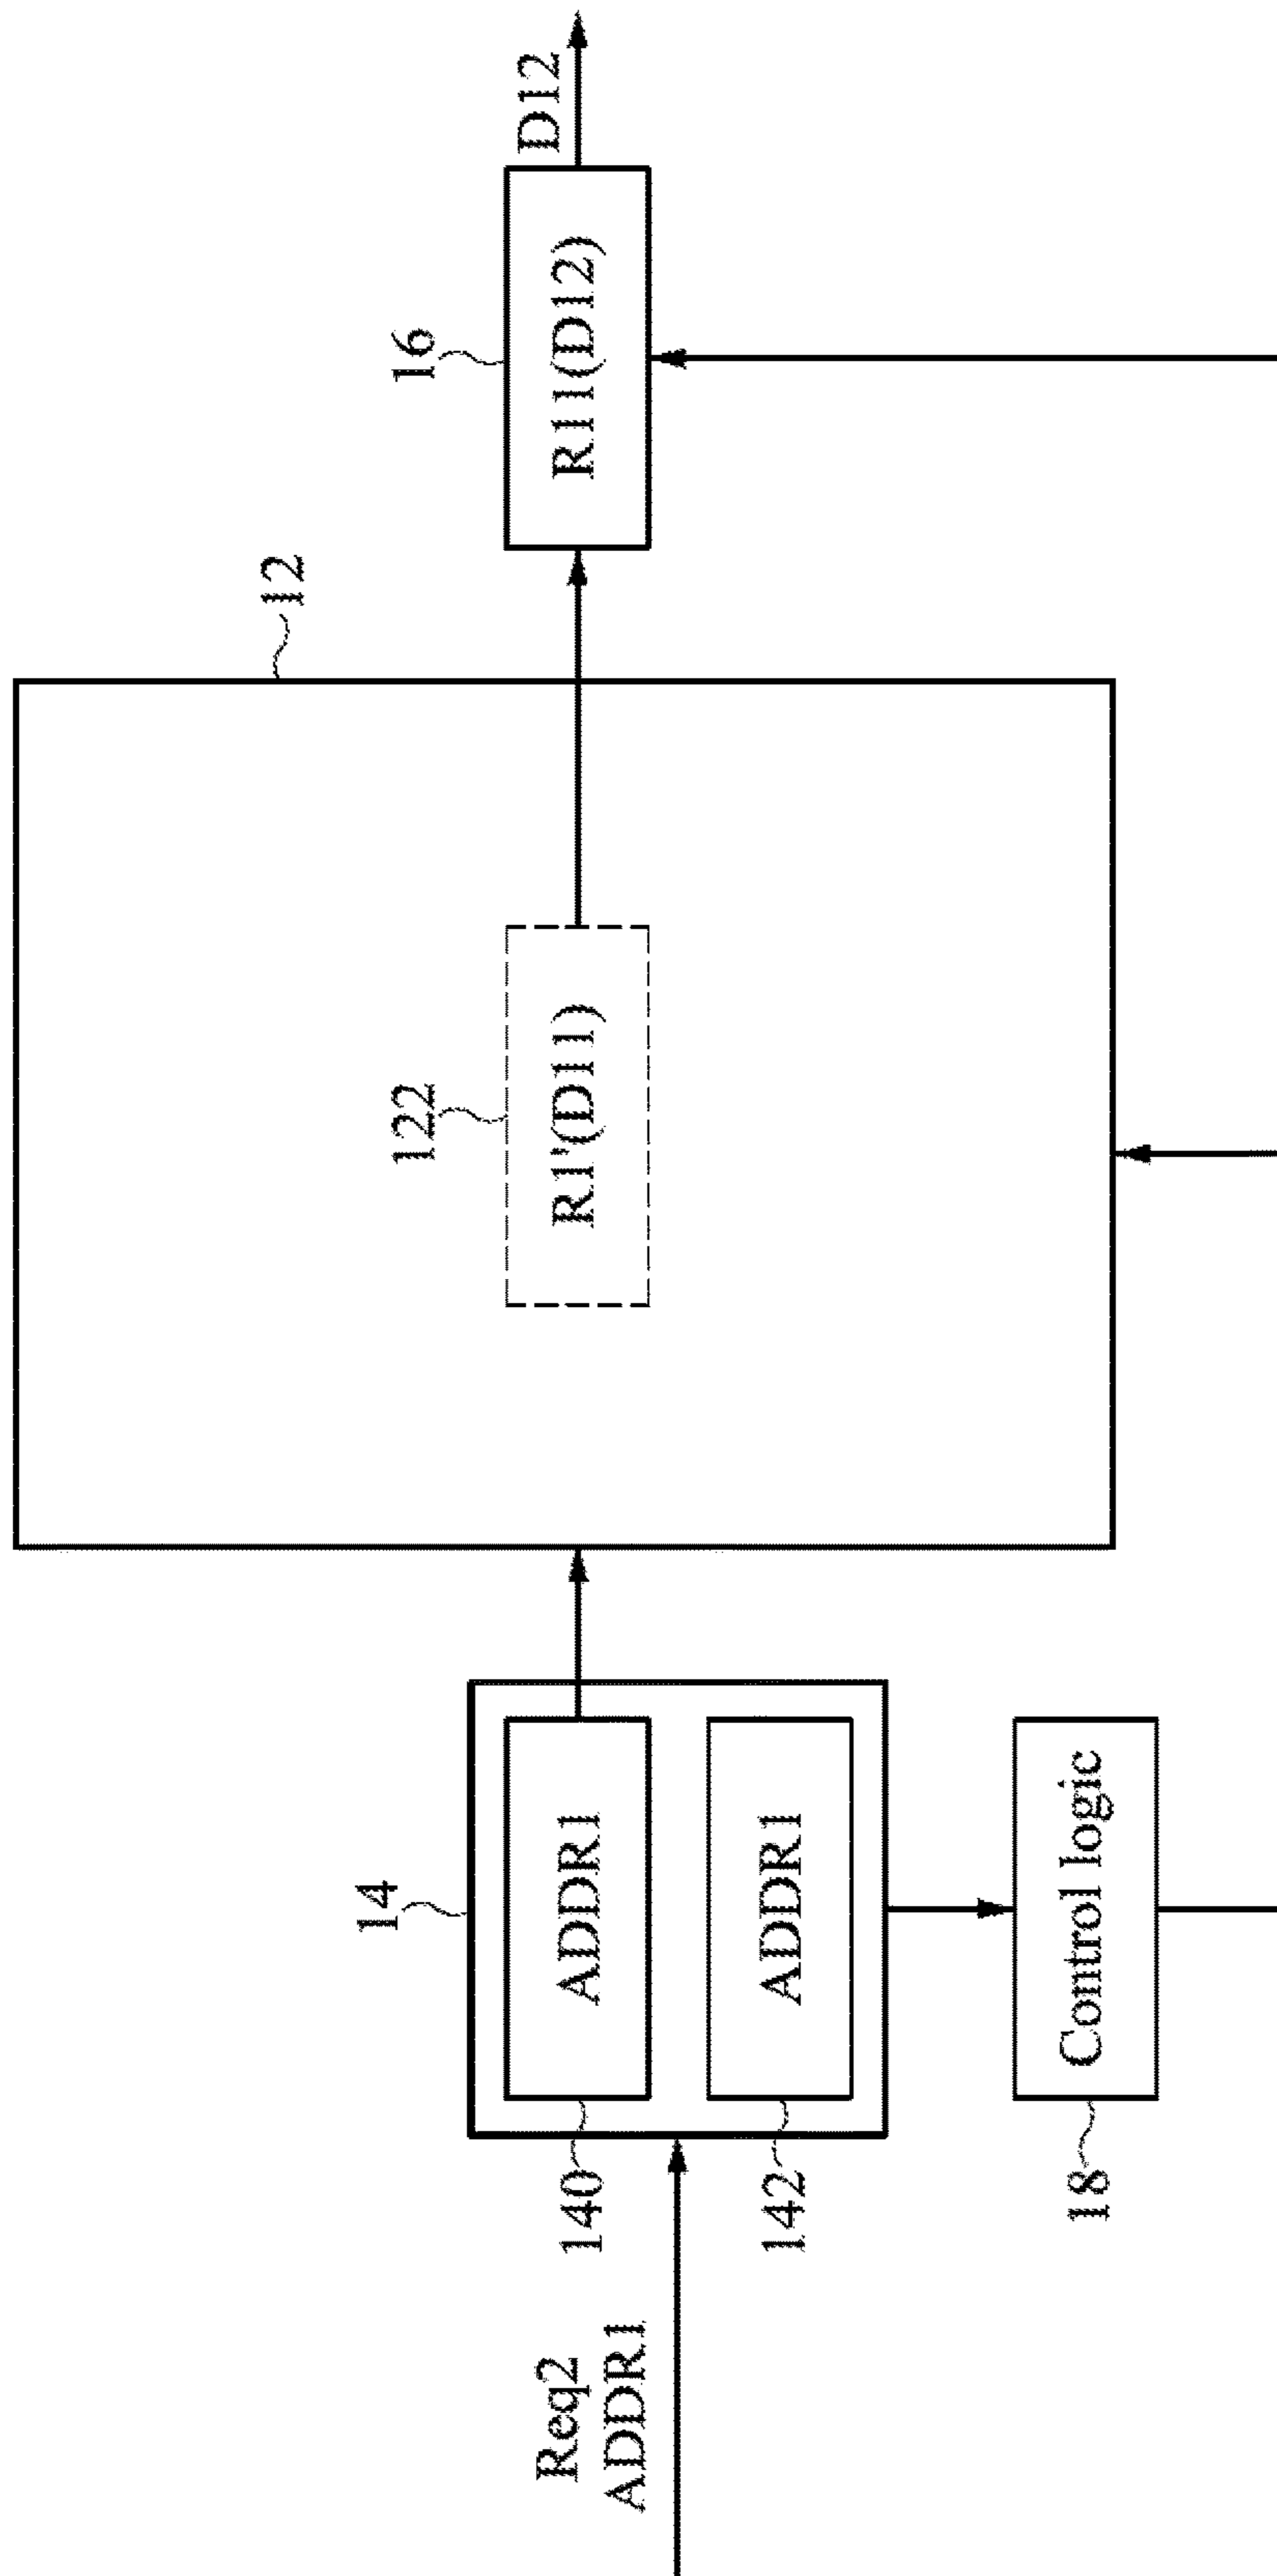 Req2
ADDR1
14
ADDR1
140
ADDR1
142
Control logic
18
12
122
R1'(D11)
16
R11(D12)
D12